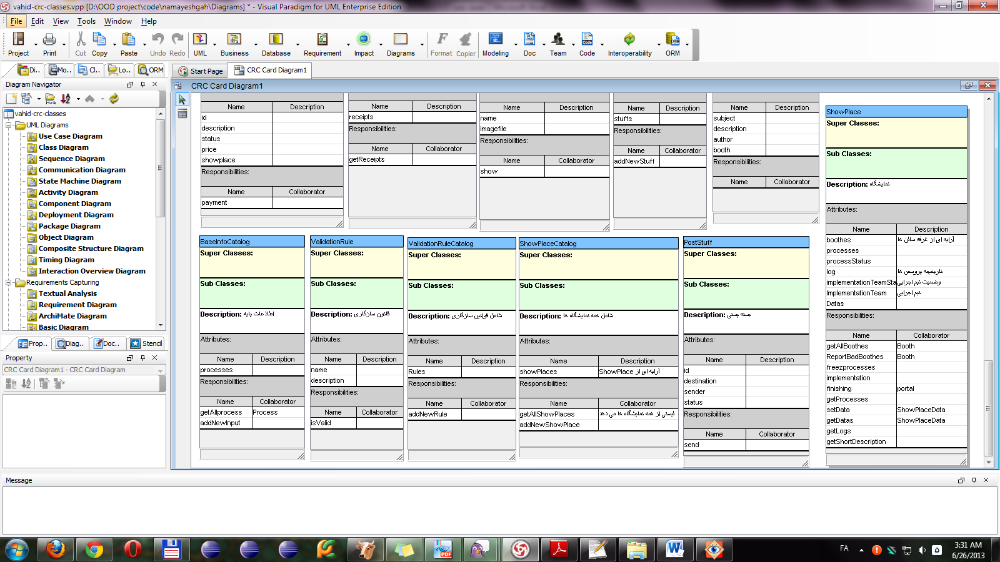 vahid-crc-classes.vpp [D:\OOD project\code\namayeshgah\Diagrams] * - Visual Paradigm for UML Enterprise Edition
File Edit View Tools Window Help
Project Print Cut Copy Paste Undo Redo UML Business Database Requirement Impact Diagrams Format Copier Modeling Doc Team Code Interoperability ORM
Di.. Mo.. Cl.. Lo.. ORM
Start Page
CRC Card Diagram1
Diagram Navigator
CRC Card Diagram1
vahid-crc-classes
UML Diagrams
Use Case Diagram
Class Diagram
Sequence Diagram
Communication Diagram
State Machine Diagram
Activity Diagram
Component Diagram
Deployment Diagram
Package Diagram
Object Diagram
Composite Structure Diagram
Timing Diagram
Interaction Overview Diagram
Requirements Capturing
Textual Analysis
Requirement Diagram
ArchiMate Diagram
Basic Diagram
Prop.. Diag.. Doc.. Stencil
Property
CRC Card Diagram1 - CRC Card Diagram
Name Description
id
description
status
price
showplace
Responsibilities:
Name Collaborator
payment
Name Description
receipts
Responsibilities:
Name Collaborator
getReceipts
Name Description
name
imagefile
Responsibilities:
Name Collaborator
show
Name Description
stuffs
Responsibilities:
Name Collaborator
addNewStuff
Name Description
subject
description
author
booth
Responsibilities:
Name Collaborator
ShowPlace
Super Classes:
Sub Classes:
Description: نمایشگاه
Attributes:
Name Description
boothes آرایه ای از غرفه سالن ها
processes
processStatus
log تاریخچه پروسس ها
implementationTeamSta وضعیت تیم اجرایی
ImplementationTeam تیم اجرایی
Datas
Responsibilities:
Name Collaborator
getAllBoothes Booth
ReportBadBoothes Booth
freezprocesses
implementation
finishing portal
getProcesses
setData ShowPlaceData
getDatas ShowPlaceData
getLogs
getShortDescription
BaseInfoCatalog
Super Classes:
Sub Classes:
Description: اطلاعات پایه
Attributes:
Name Description
processes
Responsibilities:
Name Collaborator
getAllprocess Process
addNewInput
ValidationRule
Super Classes:
Sub Classes:
Description: قانون سازگاری
Attributes:
Name Description
name
description
Responsibilities:
Name Collaborator
isValid
ValidationRuleCatalog
Super Classes:
Sub Classes:
Description: شامل قوانین سازگاری
Attributes:
Name Description
Rules
Responsibilities:
Name Collaborator
addNewRule
ShowPlaceCatalog
Super Classes:
Sub Classes:
Description: شامل همه نمایشگاه ها
Attributes:
Name Description
showPlaces آرایه ای از ShowPlace
Responsibilities:
Name Collaborator
getAllShowPlaces لیستی از همه نمایشگاه ها می دهد
addNewShowPlace
PostStuff
Super Classes:
Sub Classes:
Description: بسته پستی
Attributes:
Name Description
id
destination
sender
status
Responsibilities:
Name Collaborator
send
Message
FA
3:31 AM
6/26/2013